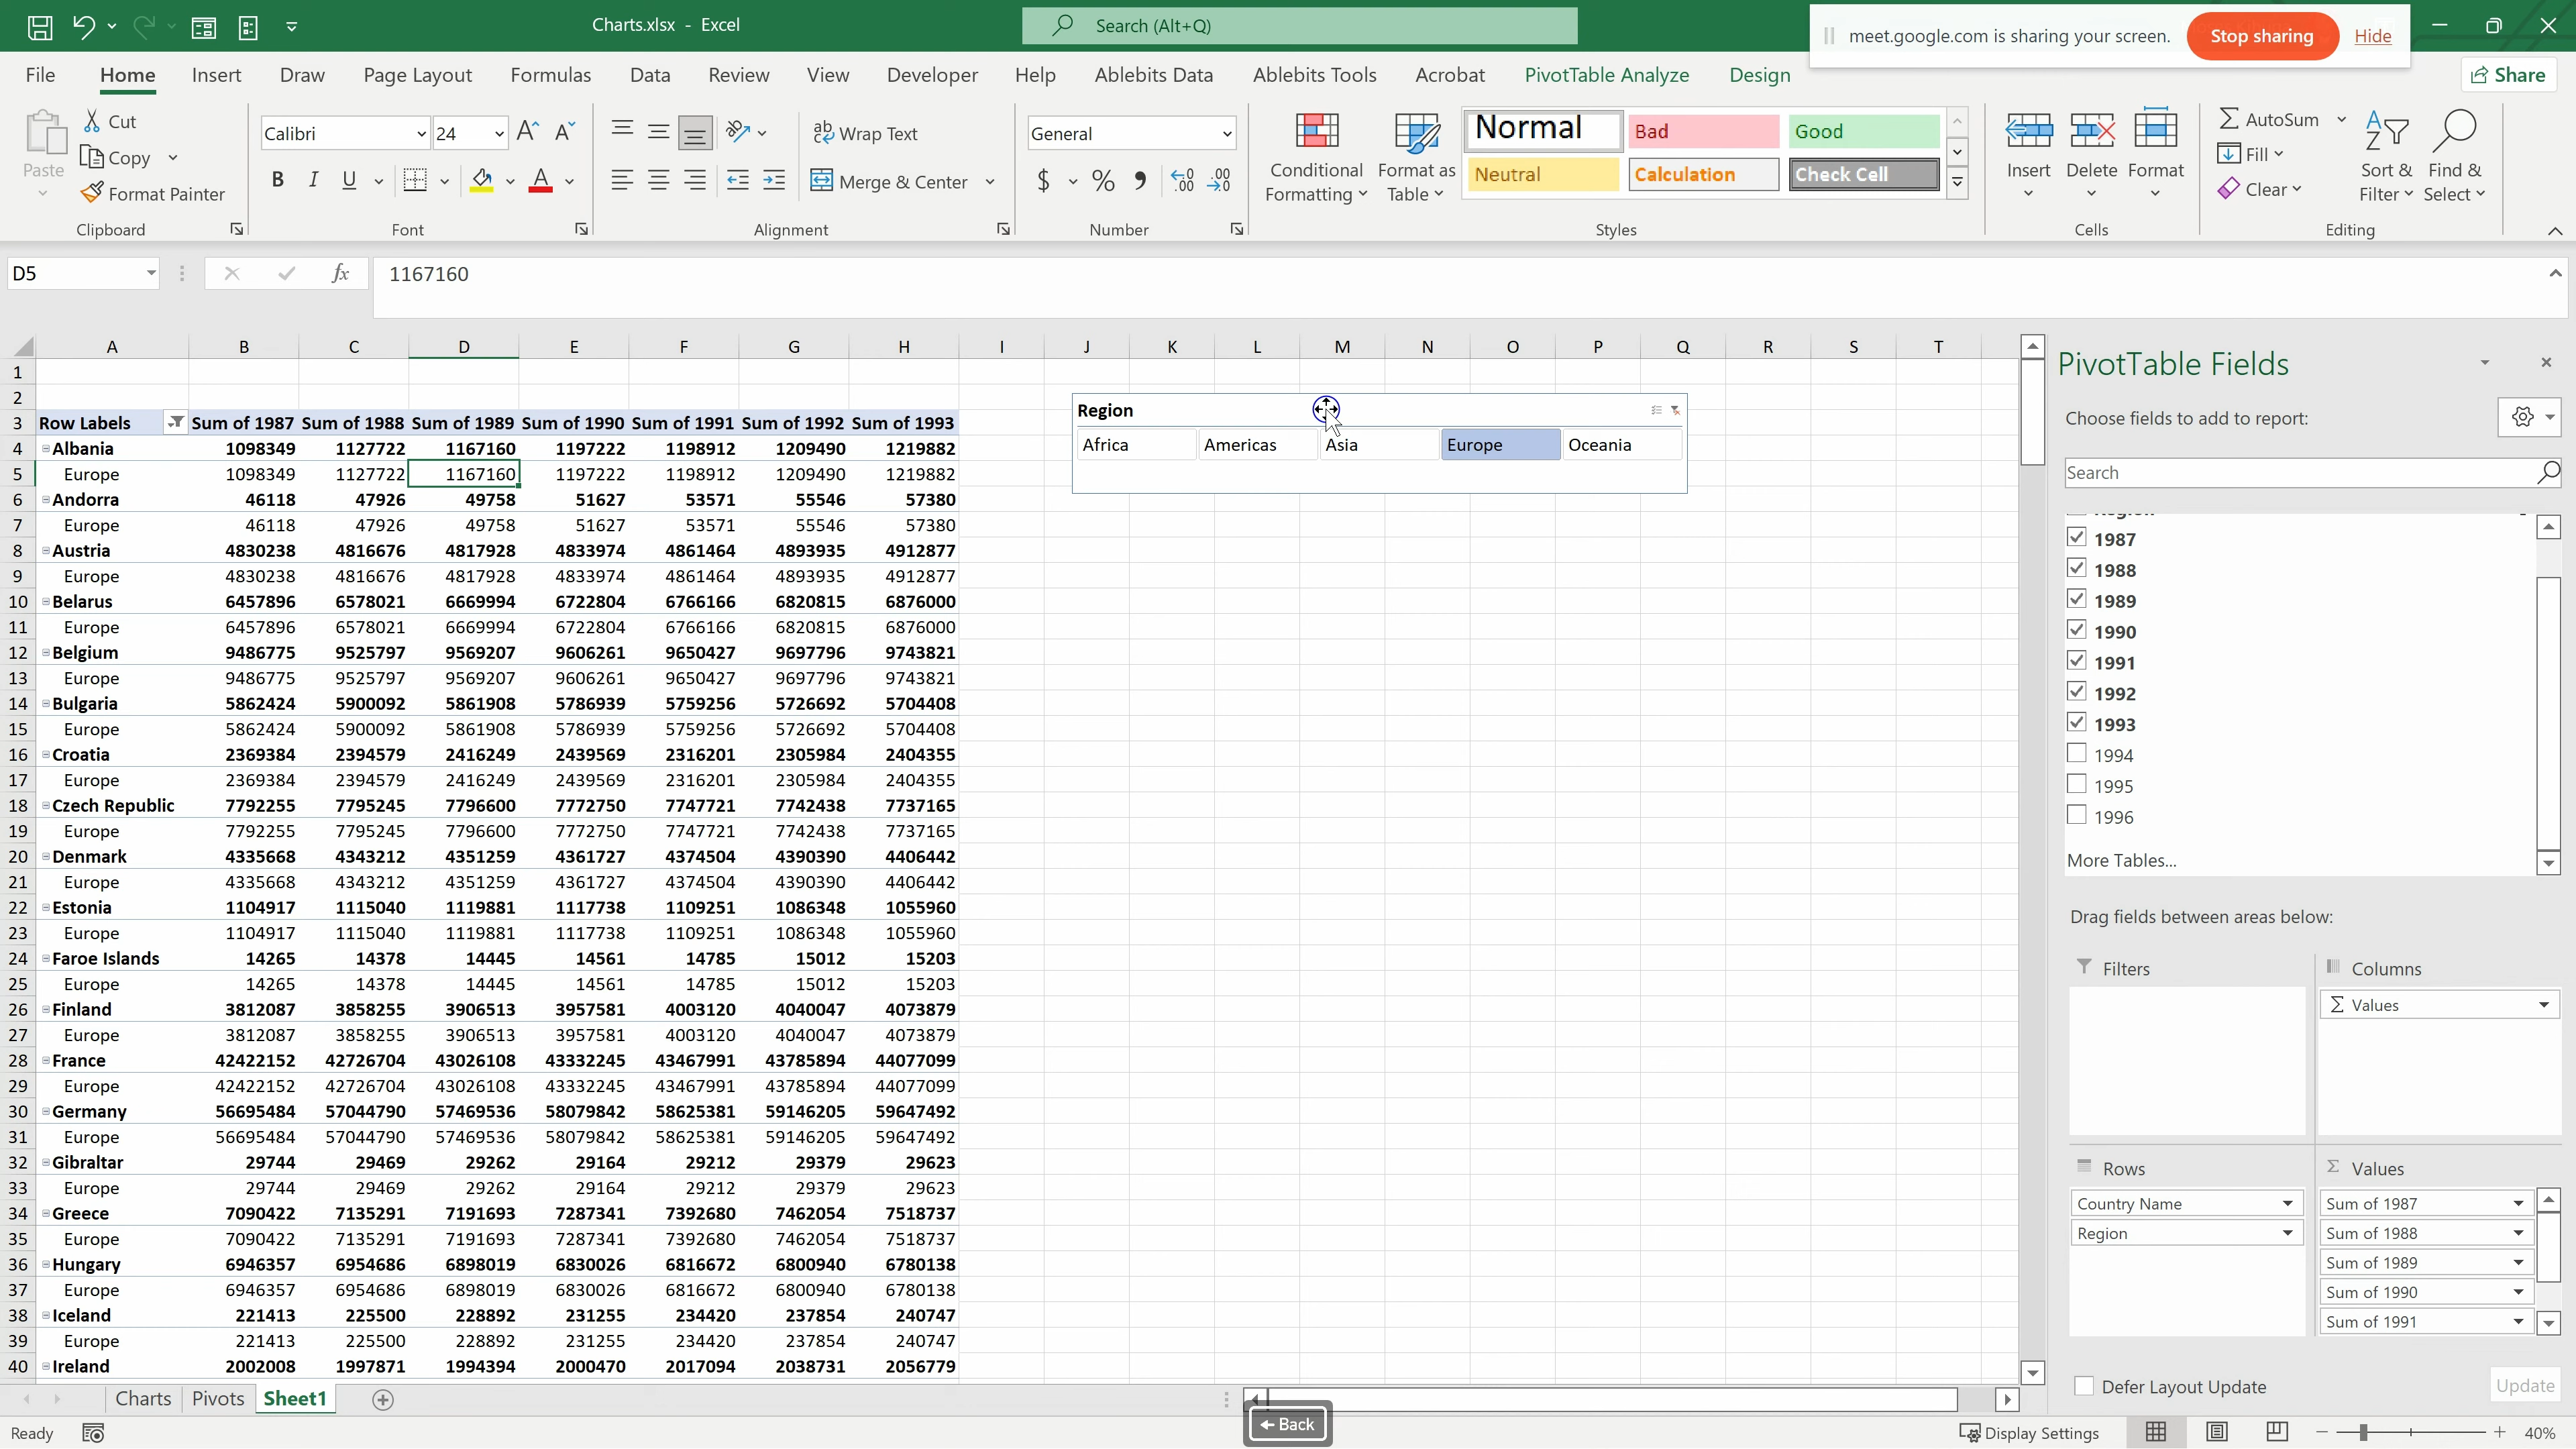 Charts.xlsx - Excel
Search (Alt+Q)
meet.google.com is sharing your screen. Stop sharing Hide
File Home Insert Draw Page Layout Formulas Data Review View Developer Help Ablebits Data Ablebits Tools Acrobat PivotTable Analyze Design Share
Paste
Cut
Copy
Format Painter
Clipboard
Calibri 24
B I U
Font
Wrap Text
Merge & Center
Alignment
General
$ % ,
Number
Conditional Formatting
Format as Table
Normal Bad Good
Neutral Calculation Check Cell
Styles
Insert Delete Format
Cells
AutoSum
Fill
Clear
Sort & Filter
Find & Select
Editing
D5 fx 1167160
A B C D E F G H I J K L M N O P Q R S T
1
2
3 Row Labels Sum of 1987 Sum of 1988 Sum of 1989 Sum of 1990 Sum of 1991 Sum of 1992 Sum of 1993
4 Albania 1098349 1127722 1167160 1197222 1198912 1209490 1219882
5 Europe 1098349 1127722 1167160 1197222 1198912 1209490 1219882
6 Andorra 46118 47926 49758 51627 53571 55546 57380
7 Europe 46118 47926 49758 51627 53571 55546 57380
8 Austria 4830238 4816676 4817928 4833974 4861464 4893935 4912877
9 Europe 4830238 4816676 4817928 4833974 4861464 4893935 4912877
10 Belarus 6457896 6578021 6669994 6722804 6766166 6820815 6876000
11 Europe 6457896 6578021 6669994 6722804 6766166 6820815 6876000
12 Belgium 9486775 9525797 9569207 9606261 9650427 9697796 9743821
13 Europe 9486775 9525797 9569207 9606261 9650427 9697796 9743821
14 Bulgaria 5862424 5900092 5861908 5786939 5759256 5726692 5704408
15 Europe 5862424 5900092 5861908 5786939 5759256 5726692 5704408
16 Croatia 2369384 2394579 2416249 2439569 2316201 2305984 2404355
17 Europe 2369384 2394579 2416249 2439569 2316201 2305984 2404355
18 Czech Republic 7792255 7795245 7796600 7772750 7747721 7742438 7737165
19 Europe 7792255 7795245 7796600 7772750 7747721 7742438 7737165
20 Denmark 4335668 4343212 4351259 4361727 4374504 4390390 4406442
21 Europe 4335668 4343212 4351259 4361727 4374504 4390390 4406442
22 Estonia 1104917 1115040 1119881 1117738 1109251 1086348 1055960
23 Europe 1104917 1115040 1119881 1117738 1109251 1086348 1055960
24 Faroe Islands 14265 14378 14445 14561 14785 15012 15203
25 Europe 14265 14378 14445 14561 14785 15012 15203
26 Finland 3812087 3858255 3906513 3957581 4003120 4040047 4073879
27 Europe 3812087 3858255 3906513 3957581 4003120 4040047 4073879
28 France 42422152 42726704 43026108 43332245 43467991 43785894 44077099
29 Europe 42422152 42726704 43026108 43332245 43467991 43785894 44077099
30 Germany 56695484 57044790 57469536 58079842 58625381 59146205 59647492
31 Europe 56695484 57044790 57469536 58079842 58625381 59146205 59647492
32 Gibraltar 29744 29469 29262 29164 29212 29379 29623
33 Europe 29744 29469 29262 29164 29212 29379 29623
34 Greece 7090422 7135291 7191693 7287341 7392680 7462054 7518737
35 Europe 7090422 7135291 7191693 7287341 7392680 7462054 7518737
36 Hungary 6946357 6954686 6898019 6830026 6816672 6800940 6780138
37 Europe 6946357 6954686 6898019 6830026 6816672 6800940 6780138
38 Iceland 221413 225500 228892 231255 234420 237854 240747
39 Europe 221413 225500 228892 231255 234420 237854 240747
40 Ireland 2002008 1997871 1994394 2000470 2017094 2038731 2056779
Region
Africa Americas Asia Europe Oceania
PivotTable Fields
Choose fields to add to report:
Search
1987
1988
1989
1990
1991
1992
1993
1994
1995
1996
More Tables...
Drag fields between areas below:
Filters Columns
Values
Rows Values
Country Name Sum of 1987
Region Sum of 1988
Sum of 1989
Sum of 1990
Sum of 1991
Defer Layout Update Update
Charts Pivots Sheet1
Back
Ready Display Settings 40%